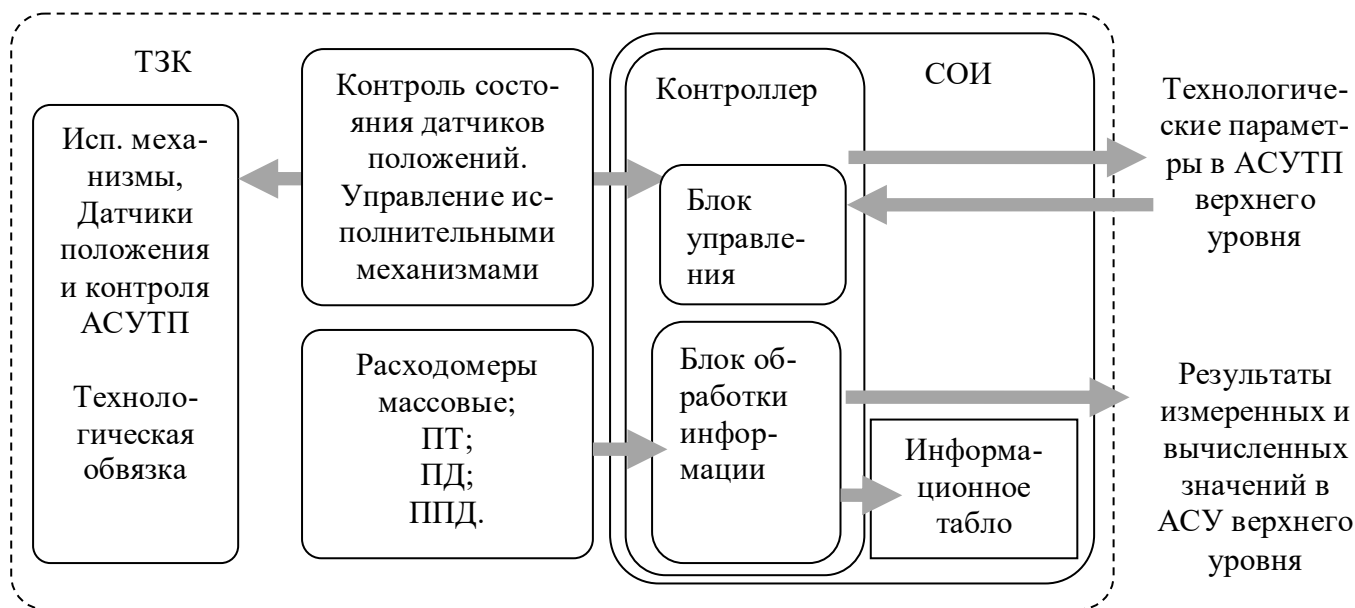 ТЗК
Исп. меха-
низмы,
Датчики
положения
и контроля
АСУТП
Техноло-
гическая
обвязка
Контроль состо-
яния датчиков
положений.
Управление ис-
полнительными
механизмами
Расходомеры
массовые;
ПТ;
ПД;
ППД.
Контроллер
Блок
управле-
ния
Блок об-
работки
инфор-
мации
СОИ
Информа-
ционное
табло
Технологиче-
ские парамет-
ры в АСУТП
верхнего
уровня
Результаты
измеренных и
вычисленных
значений в
АСУ верхнего
уровня